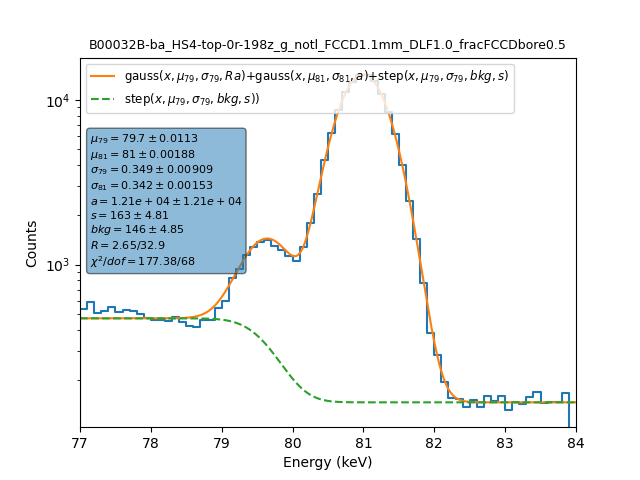 B00032B-ba_HS4-top-0r-198z_g_notl_FCCD1.1mm_DLF1.0_fracFCCDbore0.5
gauss(x, μ79, σ79, Ra)+gauss(x, μ81, σ81, a)+step(x, μ79, σ79, bkg, s)
step(x, μ79, σ79, bkg, s))
μ79 = 79.7 ± 0.0113
μ81 = 81 ± 0.00188
σ79 = 0.349 ± 0.00909
σ81 = 0.342 ± 0.00153
a = 1.21e + 04 ± 1.21e + 04
s = 163 ± 4.81
bkg = 146 ± 4.85
R = 2.65/32.9
χ²/dof = 177.38/68
10⁴
10³
Counts
77 78 79 80 81 82 83 84
Energy (keV)